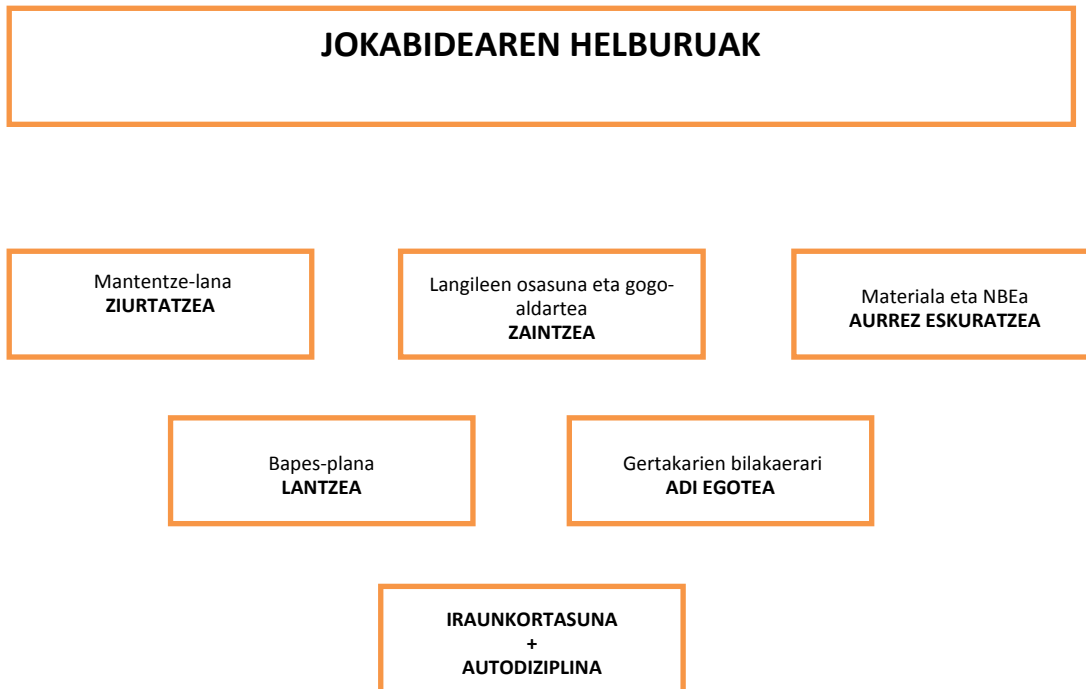 JOKABIDEAREN HELBURUAK
Mantentze-lana
ZIURTATZEA
Langileen osasuna eta gogo-
aldartea
ZAINTZEA
Materiala eta NBEa
AURREZ ESKURATZEA
Bapes-plana
LANTZEA
Gertakarien bilakaerari
ADI EGOTEA
IRAUNKORTASUNA
+
AUTODIZIPLINA